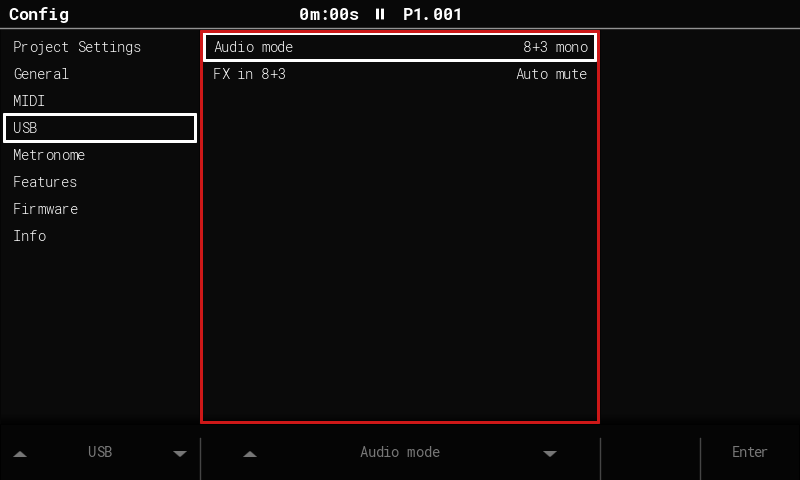 Config 0m:00s P1.001
Project Settings
General
MIDI
USB
Metronome
Features
Firmware
Info
Audio mode 8+3 mono
FX in 8+3 Auto mute
USB Audio mode Enter